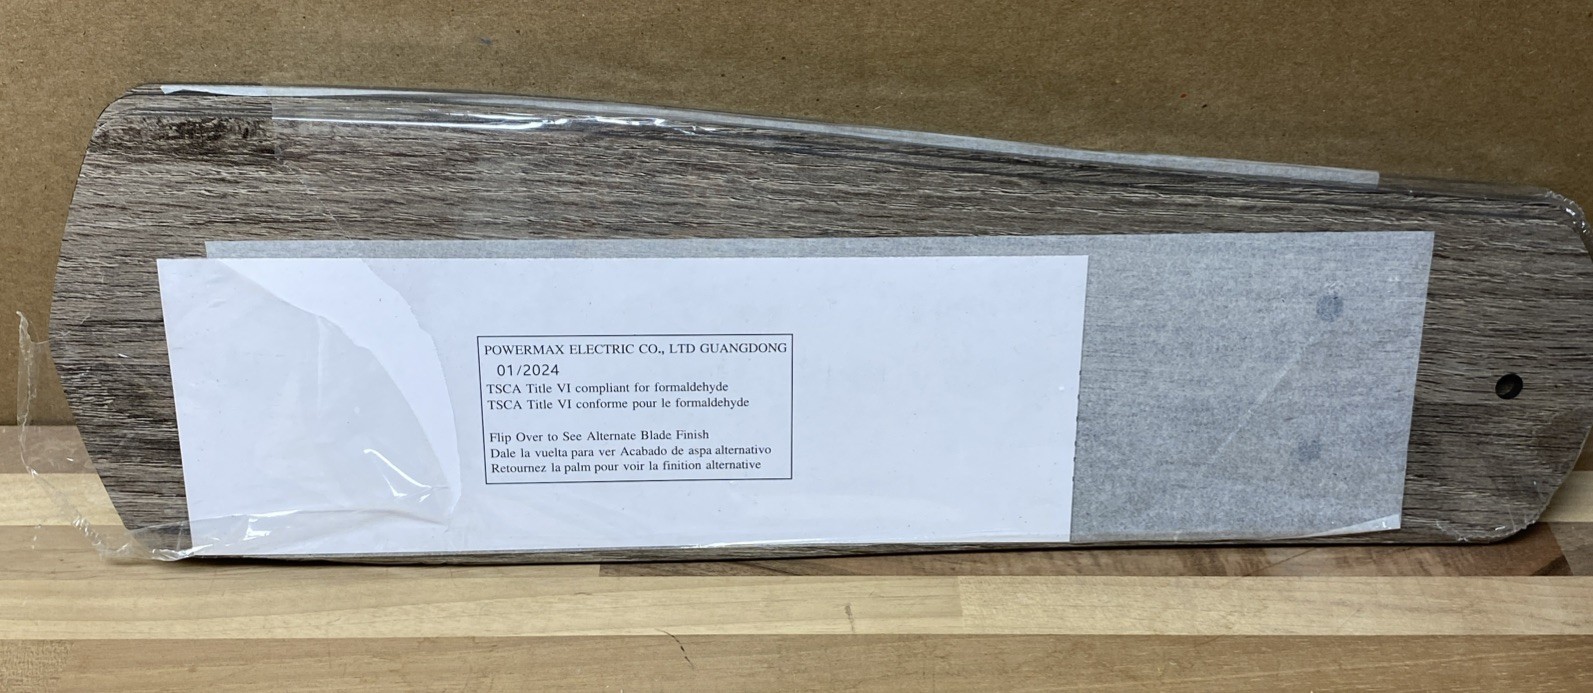 POWERMAX ELECTRIC CO., LTD GUANGDONG
01/2024
TSCA Title VI compliant for formaldehyde
TSCA Title VI conforme pour le formaldehyde
Flip Over to See Alternate Blade Finish
Dale la vuelta para ver Acabado de aspa alternativo
Retournez la palm pour voir la finition alternative